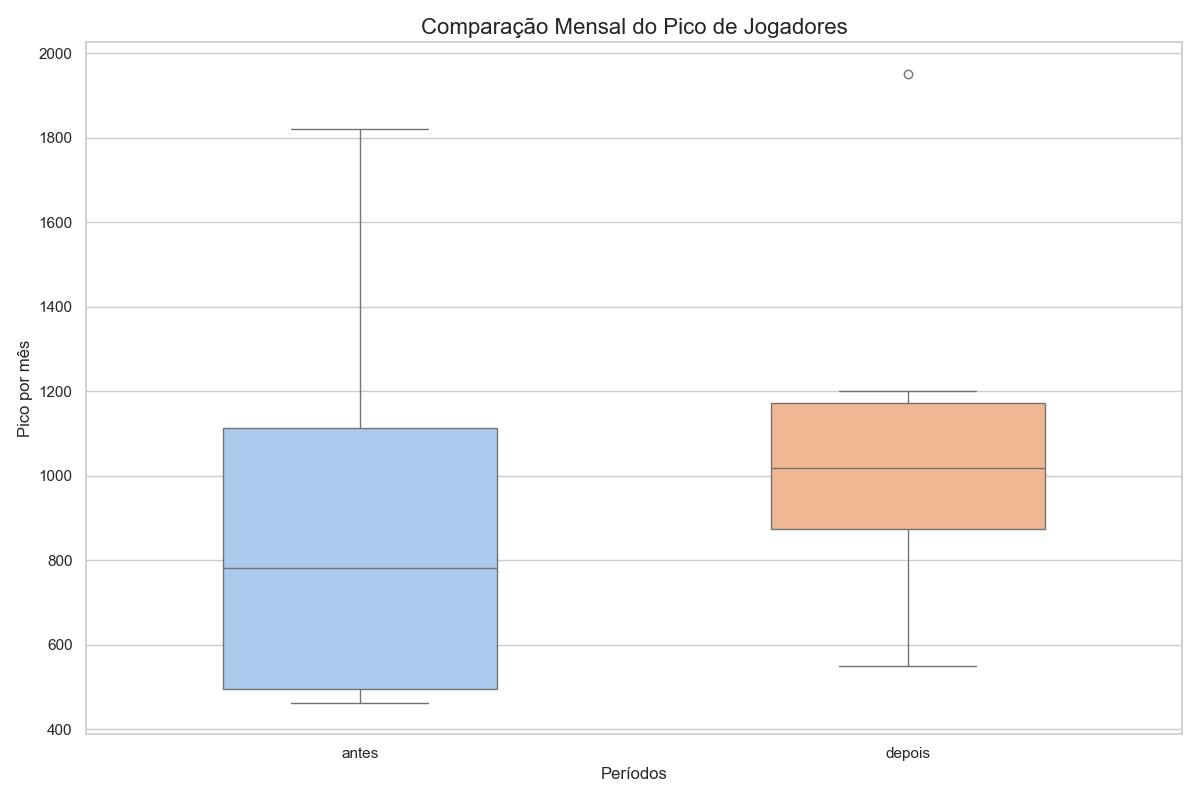 Comparação Mensal do Pico de Jogadores
2000
1800
1600
1400
1200
1000
800
600
400
Pico por mês
antes
depois
Períodos